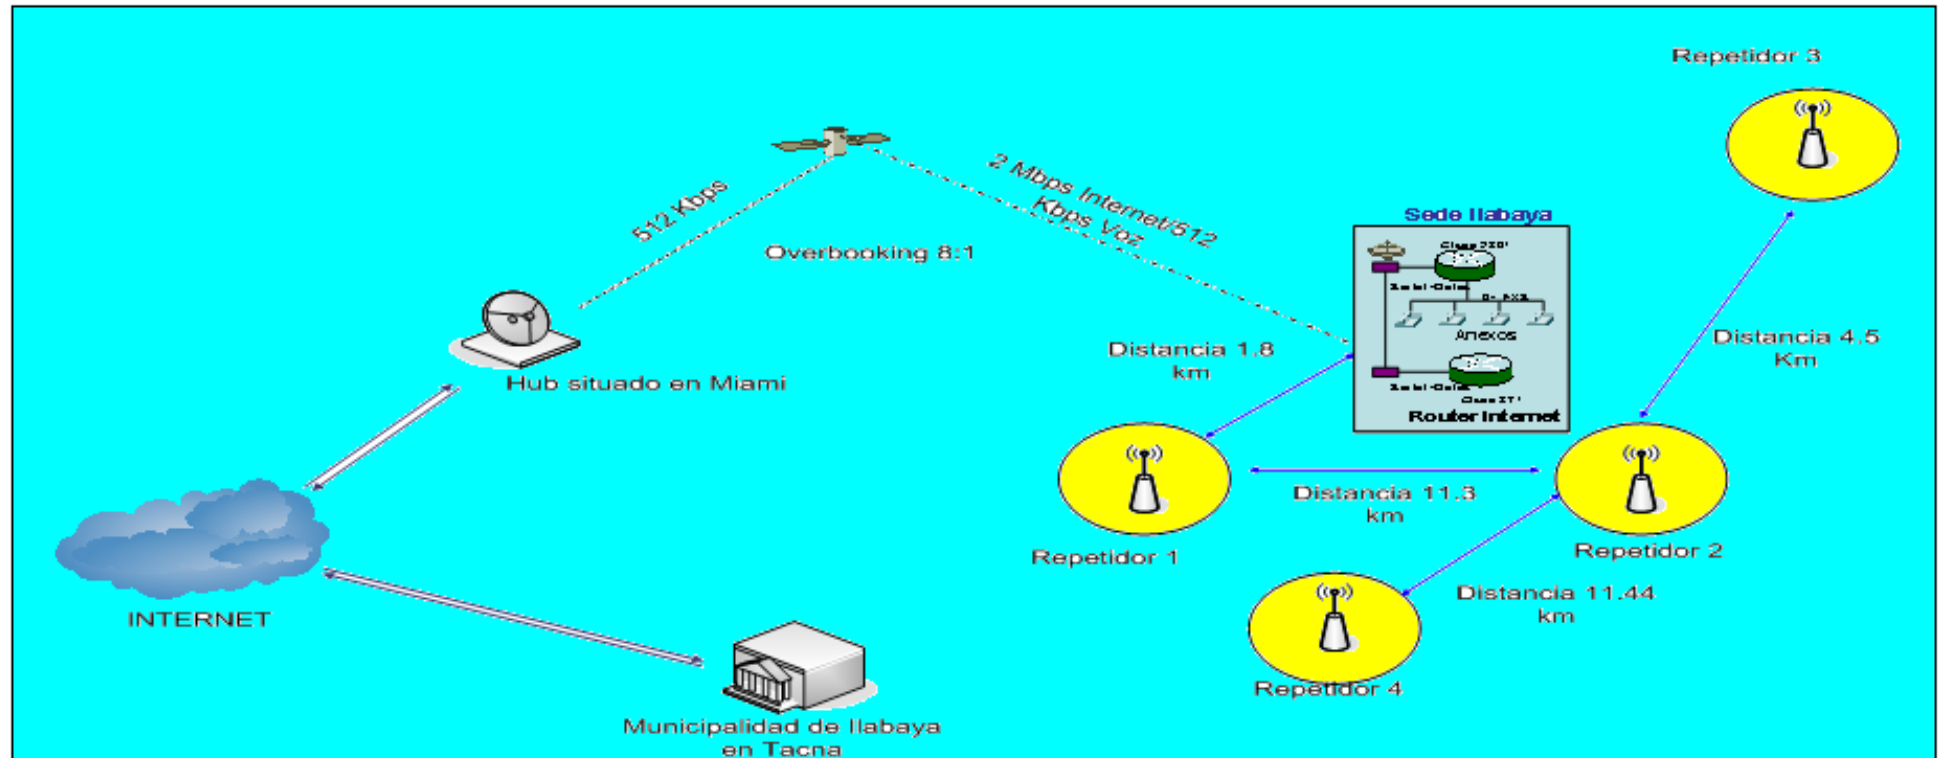 Repetidor 3
512 Kbps
2 Mbps Internet/512
Kbps Voz
Overbooking 8:1
Sede Ilabaya
Anexos
Router Internet
Distancia 1.8
km
Distancia 4.5
Km
Hub situado en Miami
Distancia 11.3
km
Repetidor 1
Repetidor 2
Distancia 11.44
km
INTERNET
Repetidor 4
Municipalidad de Ilabaya
en Tacna